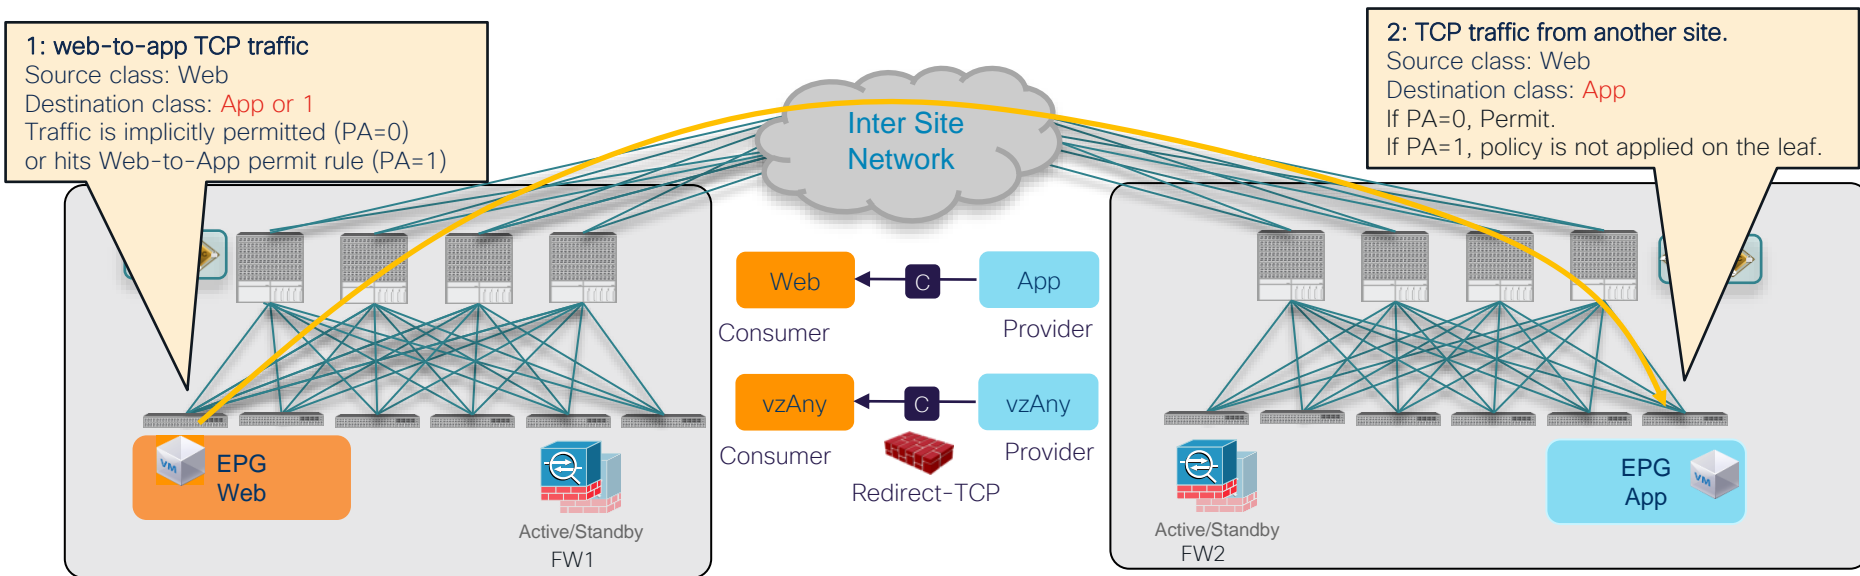 1: web-to-app TCP traffic
Source class: Web
Destination class: App or 1
Traffic is implicitly permitted (PA=0)
or hits Web-to-App permit rule (PA=1)
2: TCP traffic from another site.
Source class: Web
Destination class: App
If PA=0, Permit.
If PA=1, policy is not applied on the leaf.
Inter Site
Network
Web
C
App
Consumer
Provider
vzAny
C
vzAny
Consumer
Provider
Redirect-TCP
VM
EPG
Web
Active/Standby
FW1
Active/Standby
FW2
EPG
App
VM